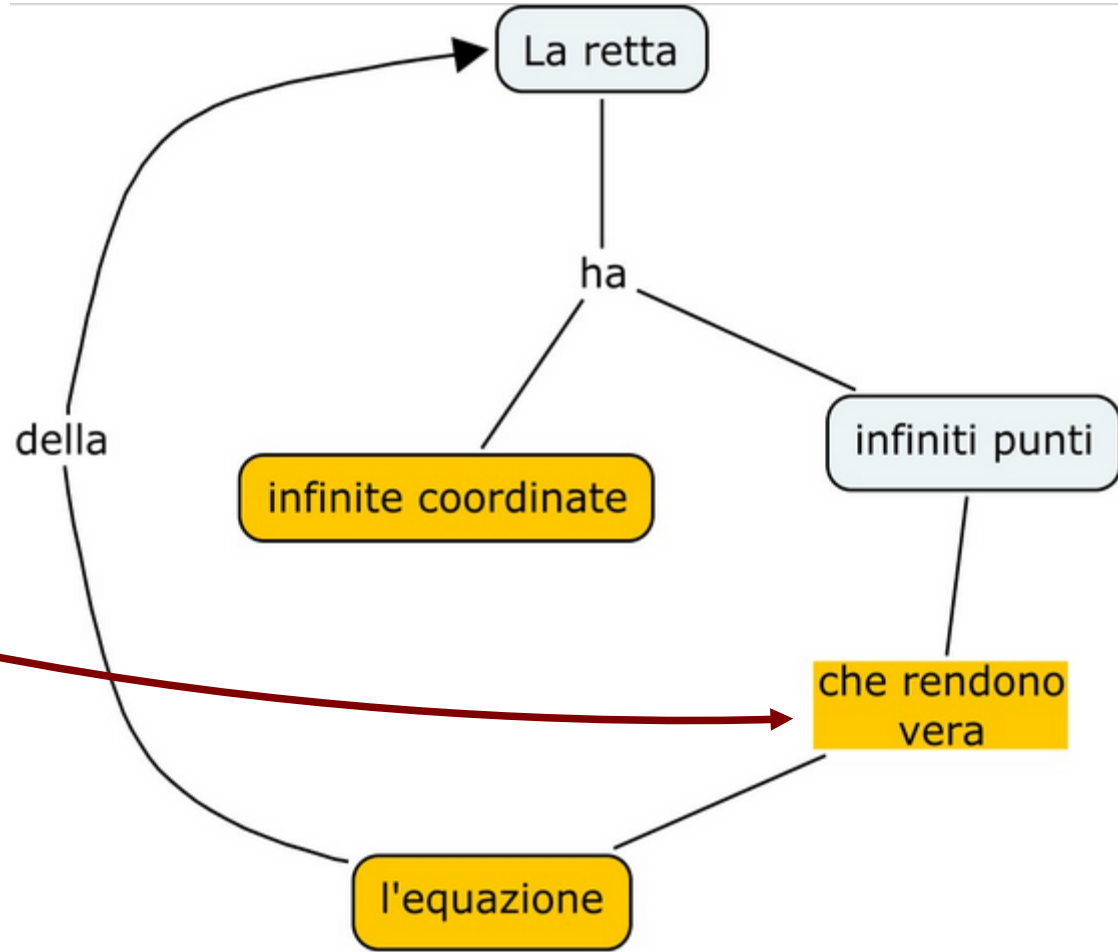 La retta
ha
della
infiniti punti
infinite coordinate
che rendono
vera
l'equazione